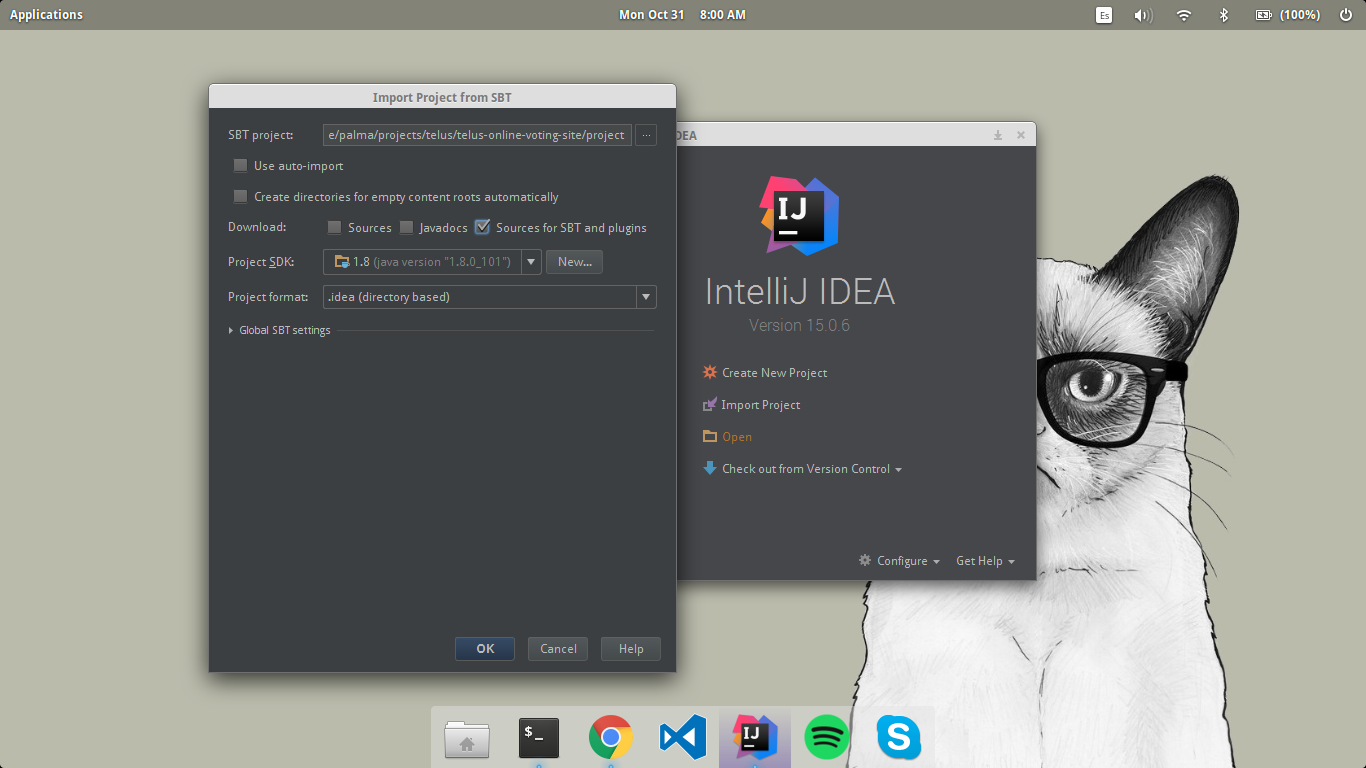 Applications
Mon Oct 31 8:00 AM
Es
(100%)
Import Project from SBT
SBT project:
e/palma/projects/telus/telus-online-voting-site/project
...
Use auto-import
Create directories for empty content roots automatically
Download:
Sources
Javadocs
Sources for SBT and plugins
Project SDK:
1.8 (java version "1.8.0_101")
New...
Project format:
.idea (directory based)
Global SBT settings
OK
Cancel
Help
DEA
IJ
IntelliJ IDEA
Version 15.0.6
Create New Project
Import Project
Open
Check out from Version Control
Configure
Get Help
$_
IJ
S